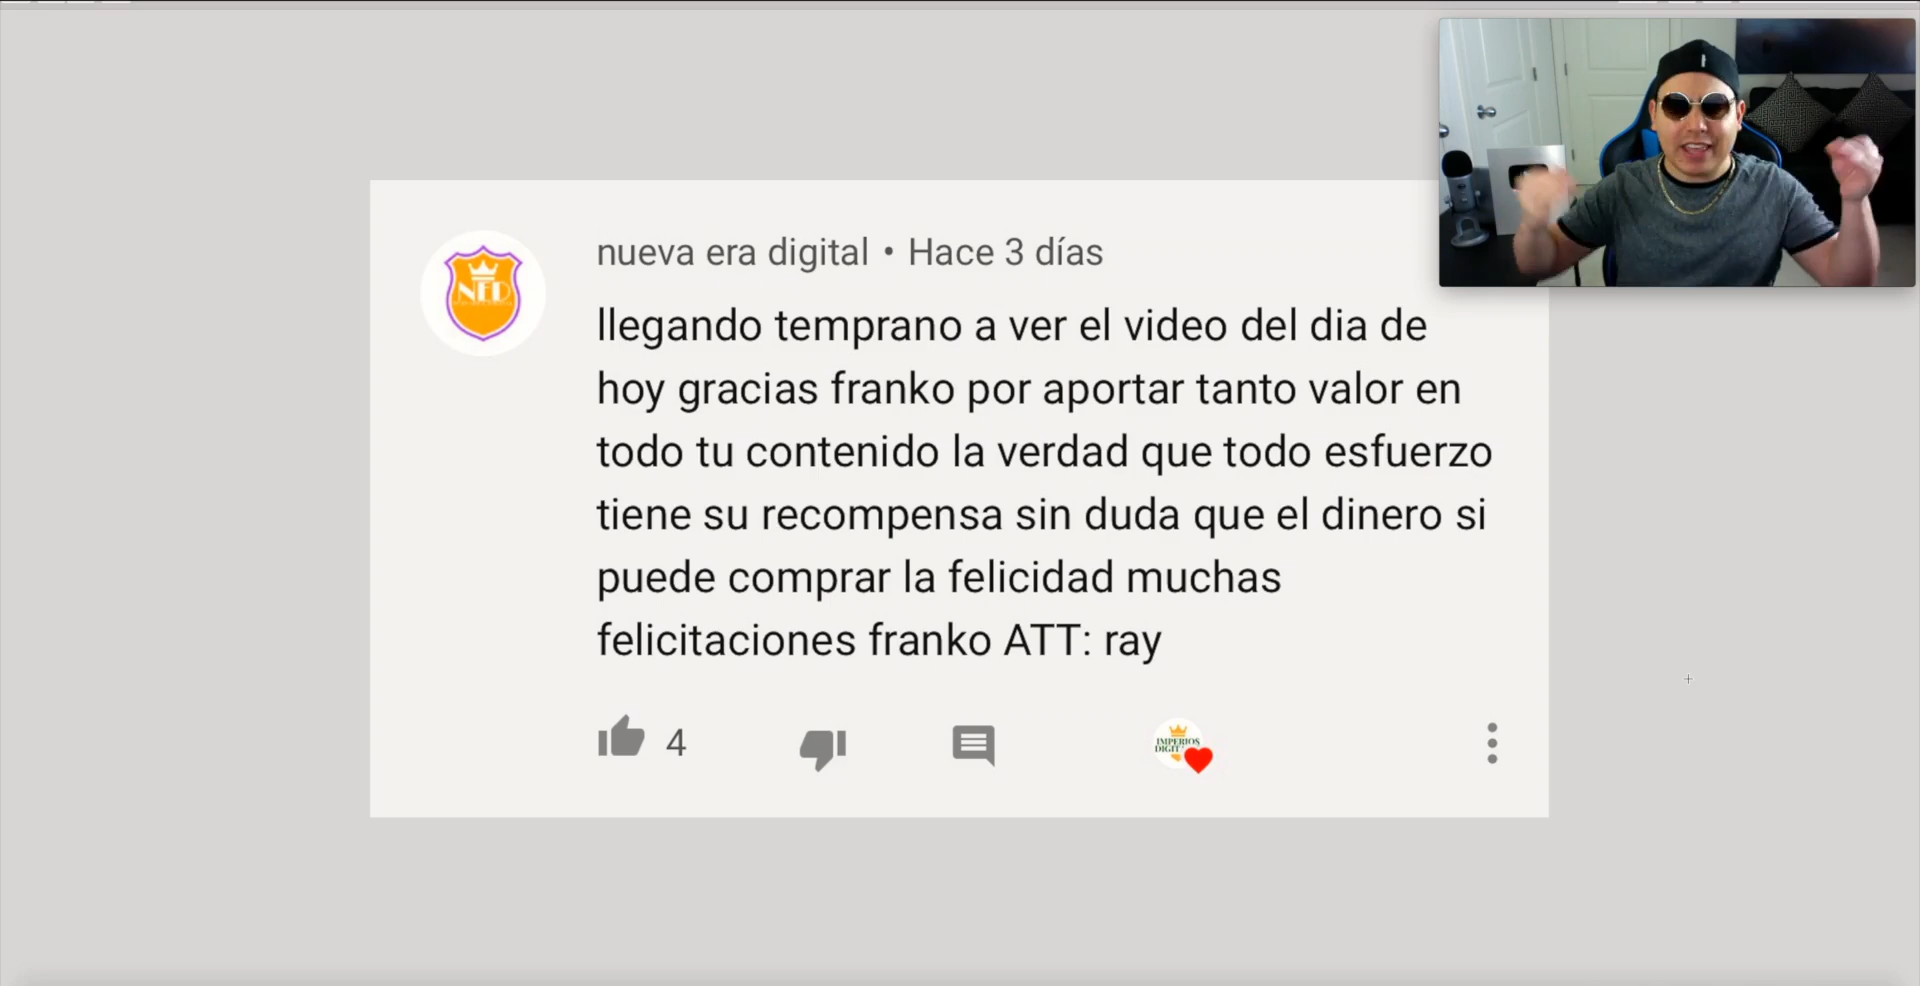 nueva era digital • Hace 3 días
NED
llegando temprano a ver el video del dia de
hoy gracias franko por aportar tanto valor en
todo tu contenido la verdad que todo esfuerzo
tiene su recompensa sin duda que el dinero si
puede comprar la felicidad muchas
felicitaciones franko ATT: ray
4
IMPERIOS